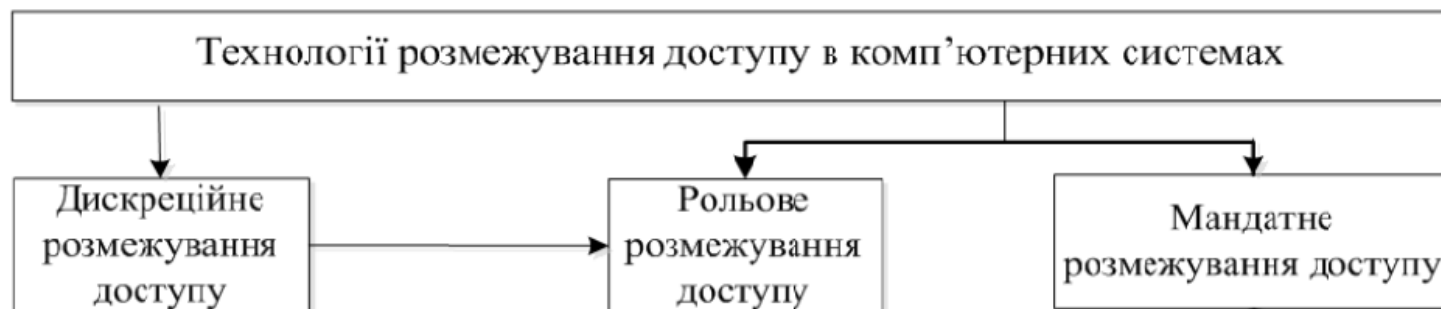 Технології розмежування доступу в комп’ютерних системах
Дискреційне
розмежування
доступу
Рольове
розмежування
доступу
Мандатне
розмежування доступу